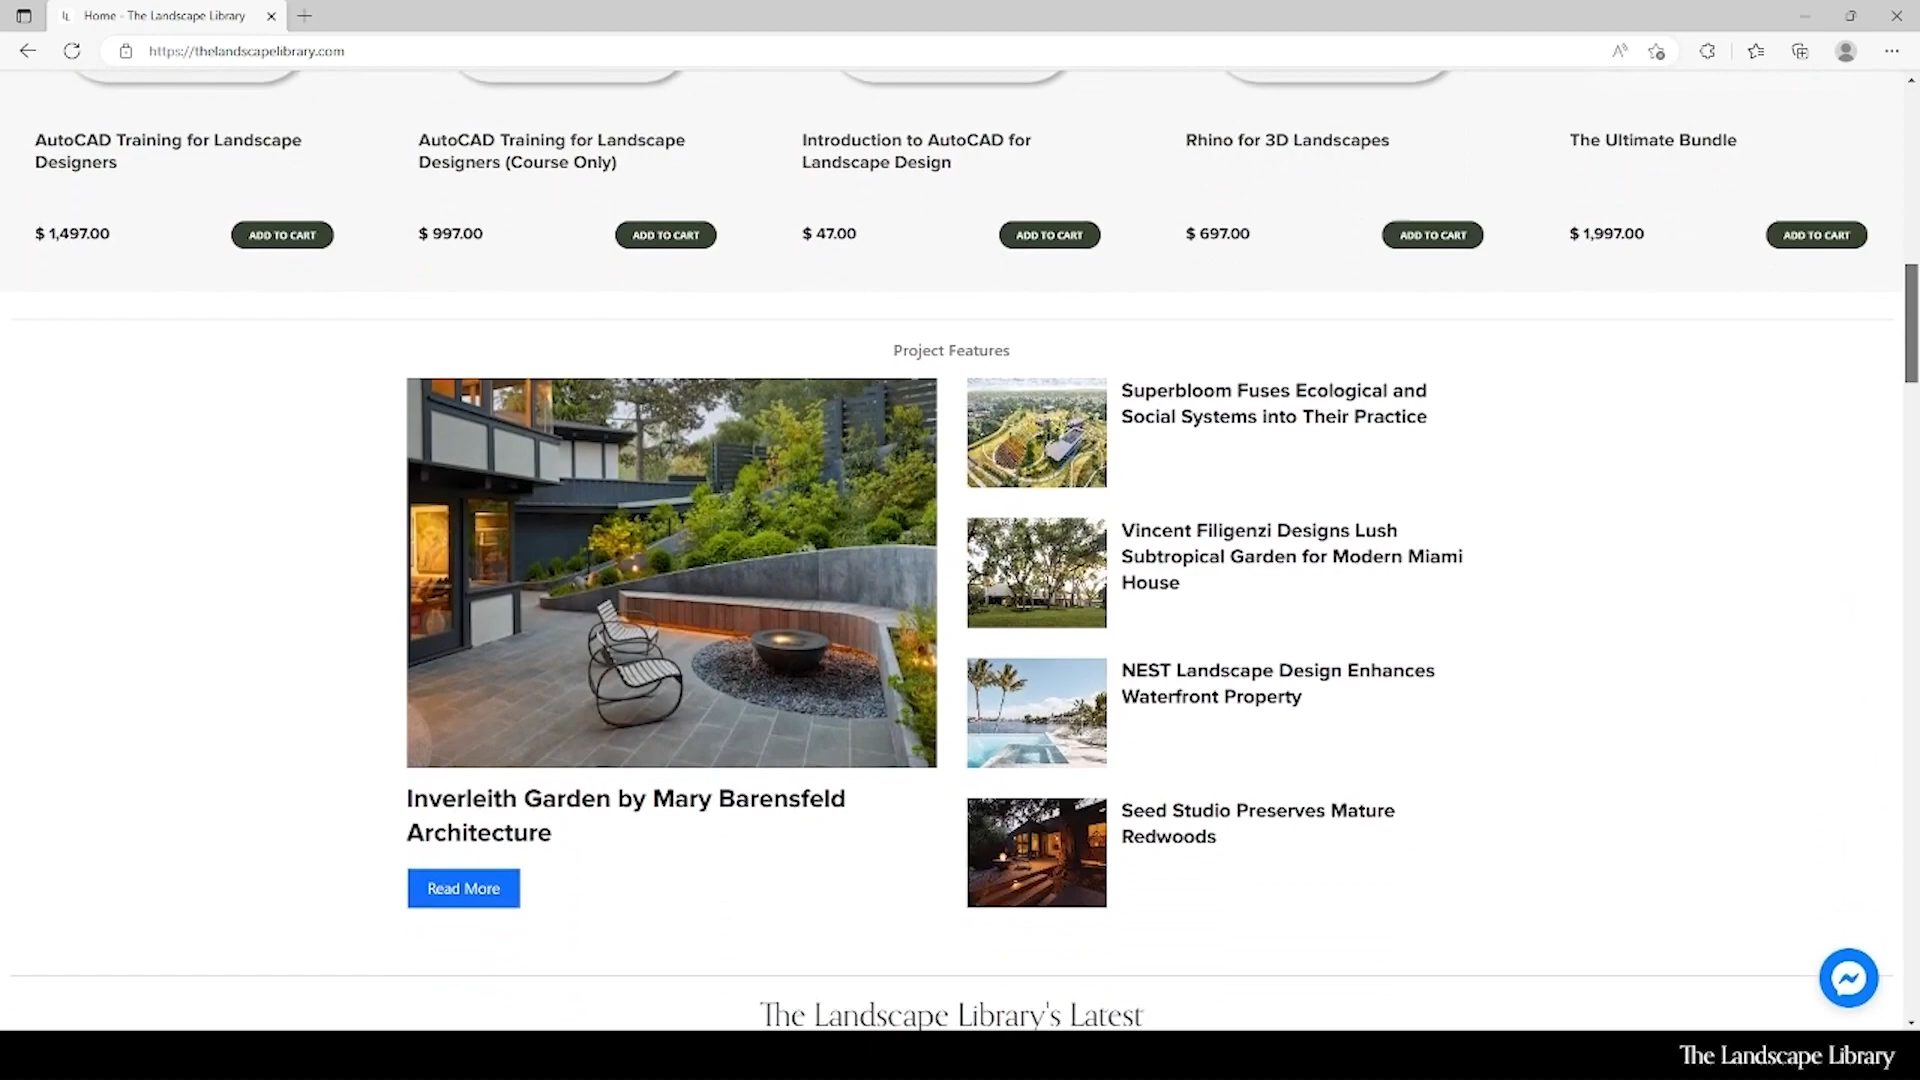 Home - The Landscape Library
https://thelandscapelibrary.com
AutoCAD Training for Landscape
Designers
$ 1,497.00
ADD TO CART
AutoCAD Training for Landscape
Designers (Course Only)
$ 997.00
ADD TO CART
Introduction to AutoCAD for
Landscape Design
$ 47.00
ADD TO CART
Rhino for 3D Landscapes
$ 697.00
ADD TO CART
The Ultimate Bundle
$ 1,997.00
ADD TO CART
Project Features
Inverleith Garden by Mary Barensfeld
Architecture
Read More
Superbloom Fuses Ecological and
Social Systems into Their Practice
Vincent Filigenzi Designs Lush
Subtropical Garden for Modern Miami
House
NEST Landscape Design Enhances
Waterfront Property
Seed Studio Preserves Mature
Redwoods
The Landscape Library's Latest
The Landscape Library